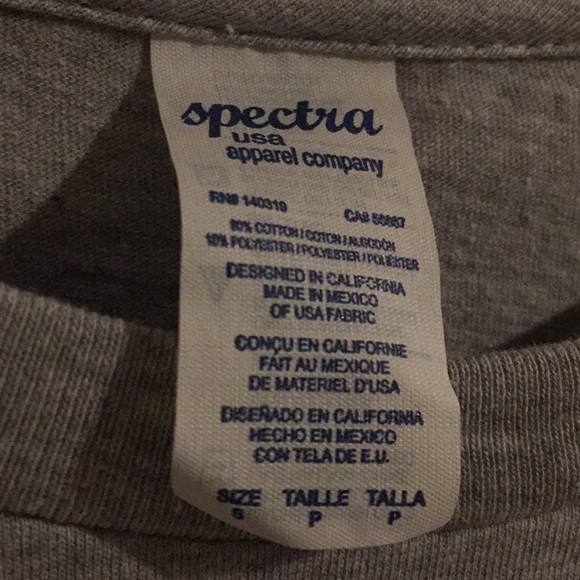 spectra
usa
apparel company
RN# 140319 CA# 56657
90% COTTON / COTON / ALGODÓN
10% POLYESTER / POLYESTER / POLIÉSTER
DESIGNED IN CALIFORNIA
MADE IN MEXICO
OF USA FABRIC
CONÇU EN CALIFORNIE
FAIT AU MEXIQUE
DE MATERIEL D'USA
DISEÑADO EN CALIFORNIA
HECHO EN MEXICO
CON TELA DE E.U.
SIZE TAILLE TALLA
S P P